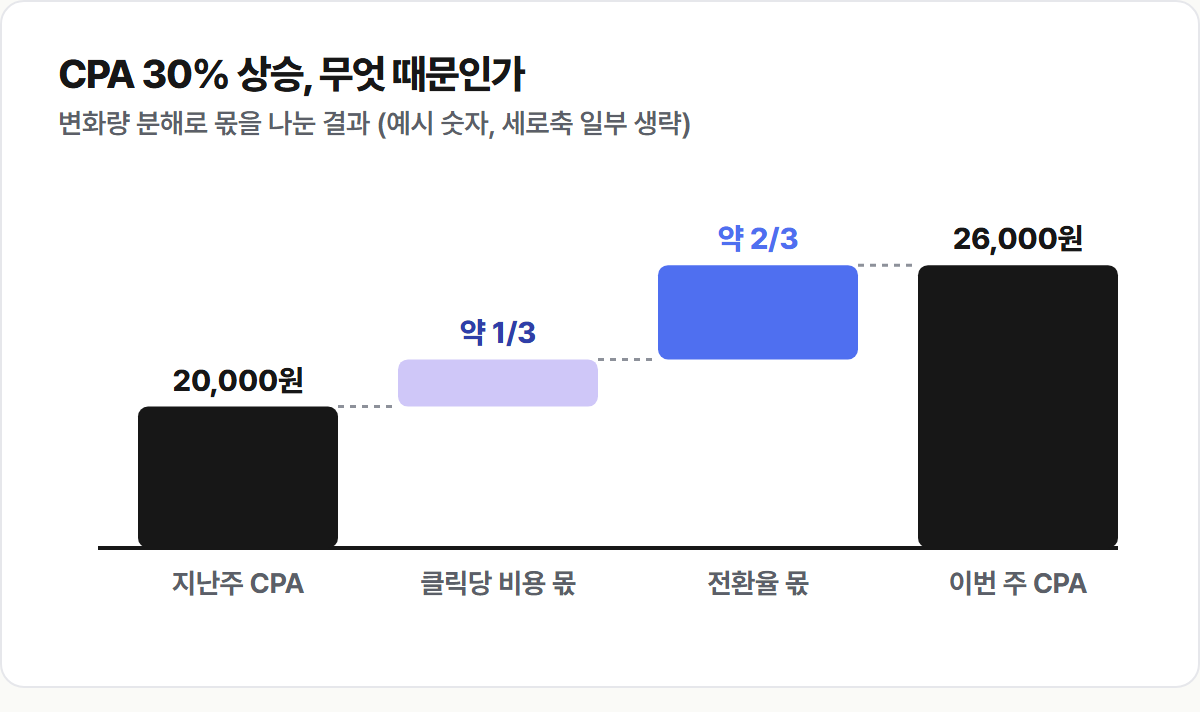 CPA 30% 상승, 무엇 때문인가
변화량 분해로 몫을 나눈 결과 (예시 숫자, 세로축 일부 생략)
약 2/3
26,000원
약 1/3
20,000원
지난주 CPA
클릭당 비용 몫
전환율 몫
이번 주 CPA